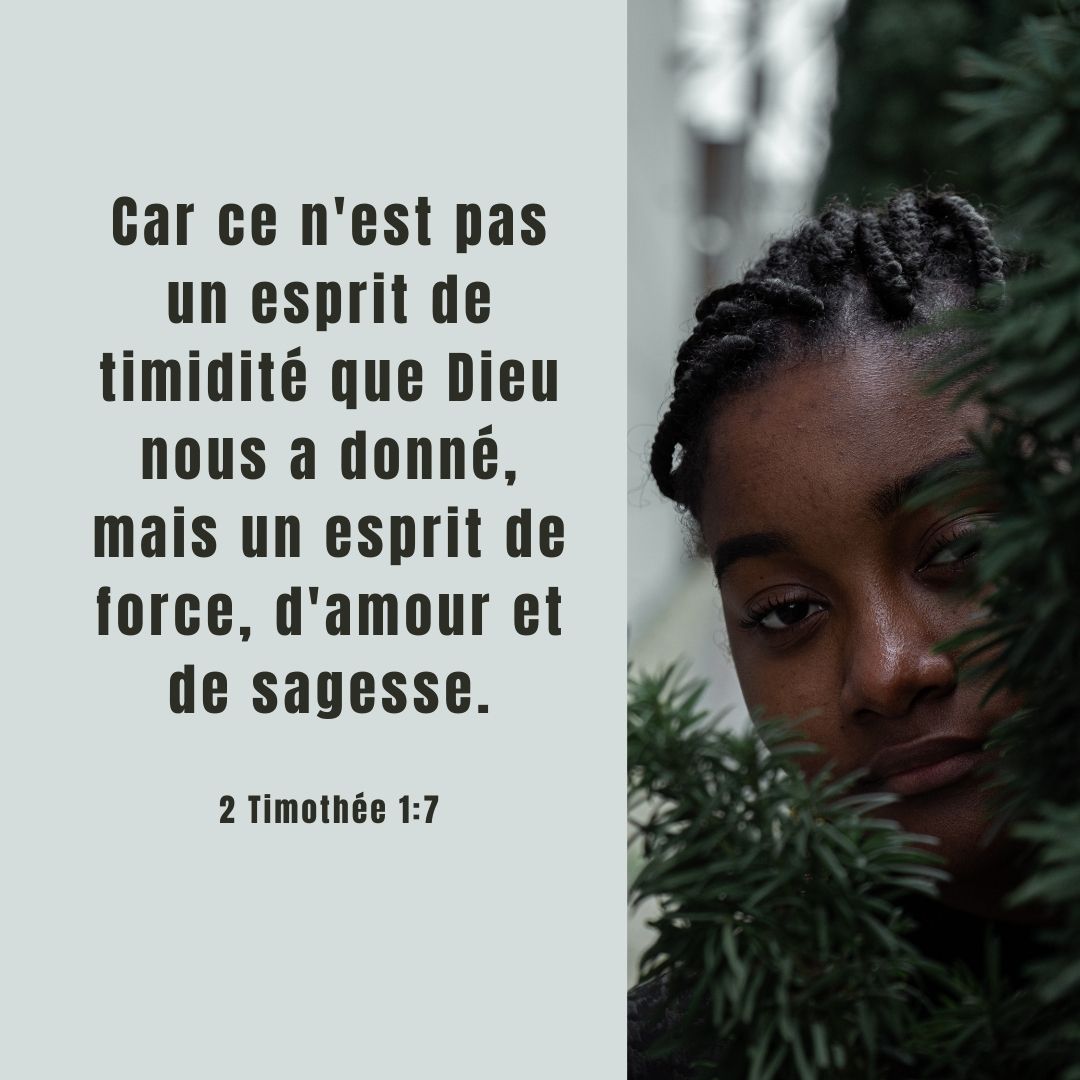 Car ce n'est pas
un esprit de
timidité que Dieu
nous a donné,
mais un esprit de
force, d'amour et
de sagesse.
2 Timothée 1:7